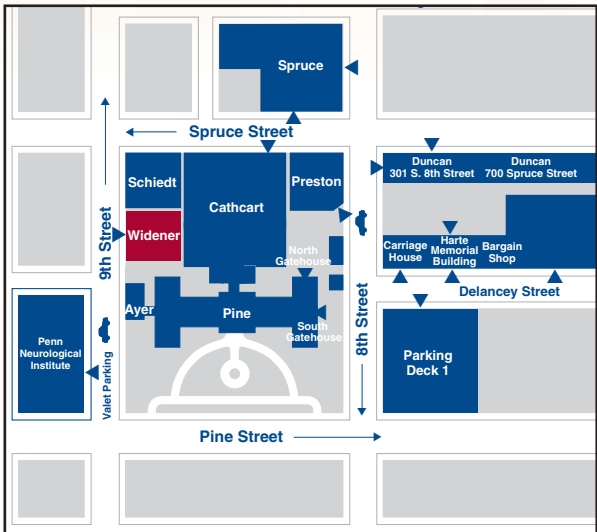 Spruce
Spruce Street
Schiedt
Cathcart
Preston
Duncan
301 S. 8th Street
Duncan
700 Spruce Street
Widener
9th Street
North
Gatehouse
Carriage
House
Harte
Memorial
Building
Bargain
Shop
Delancey Street
Ayer
Pine
South
Gatehouse
8th Street
Penn
Neurological
Institute
Valet Parking
Parking
Deck 1
Pine Street